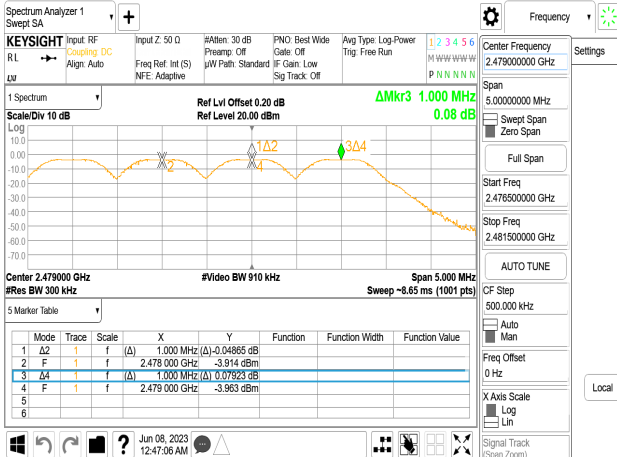 Spectrum Analyzer 1
Swept SA
Frequency
KEYSIGHT
Input: RF
Coupling: DC
Align: Auto
Input Z: 50 Ω
Freq Ref: Int (S)
NFE: Adaptive
#Atten: 30 dB
Preamp: Off
µW Path: Standard
PNO: Best Wide
Gate: Off
IF Gain: Low
Sig Track: Off
Avg Type: Log-Power
Trig: Free Run
1 2 3 4 5 6
M W W W W W
P N N N N N
RL
LXI
1 Spectrum
Scale/Div 10 dB
Ref Lvl Offset 0.20 dB
Ref Level 20.00 dBm
ΔMkr3 1.000 MHz
0.08 dB
Log
10.0
0.00
-10.0
-20.0
-30.0
-40.0
-50.0
-60.0
-70.0
1Δ2
3Δ4
2
4
Center 2.479000 GHz
#Res BW 300 kHz
#Video BW 910 kHz
Span 5.000 MHz
Sweep ~8.65 ms (1001 pts)
5 Marker Table
Mode Trace Scale X Y Function Function Width Function Value
1 Δ2 1 f (Δ) 1.000 MHz (Δ) -0.04865 dB
2 F 1 f 2.478 000 GHz -3.914 dBm
3 Δ4 1 f (Δ) 1.000 MHz (Δ) 0.07923 dB
4 F 1 f 2.479 000 GHz -3.963 dBm
5
6
Jun 08, 2023
12:47:06 AM
Center Frequency
2.479000000 GHz
Span
5.00000000 MHz
Swept Span
Zero Span
Full Span
Start Freq
2.476500000 GHz
Stop Freq
2.481500000 GHz
AUTO TUNE
CF Step
500.000 kHz
Auto
Man
Freq Offset
0 Hz
X Axis Scale
Log
Lin
Signal Track
(Span Zoom)
Settings
Local